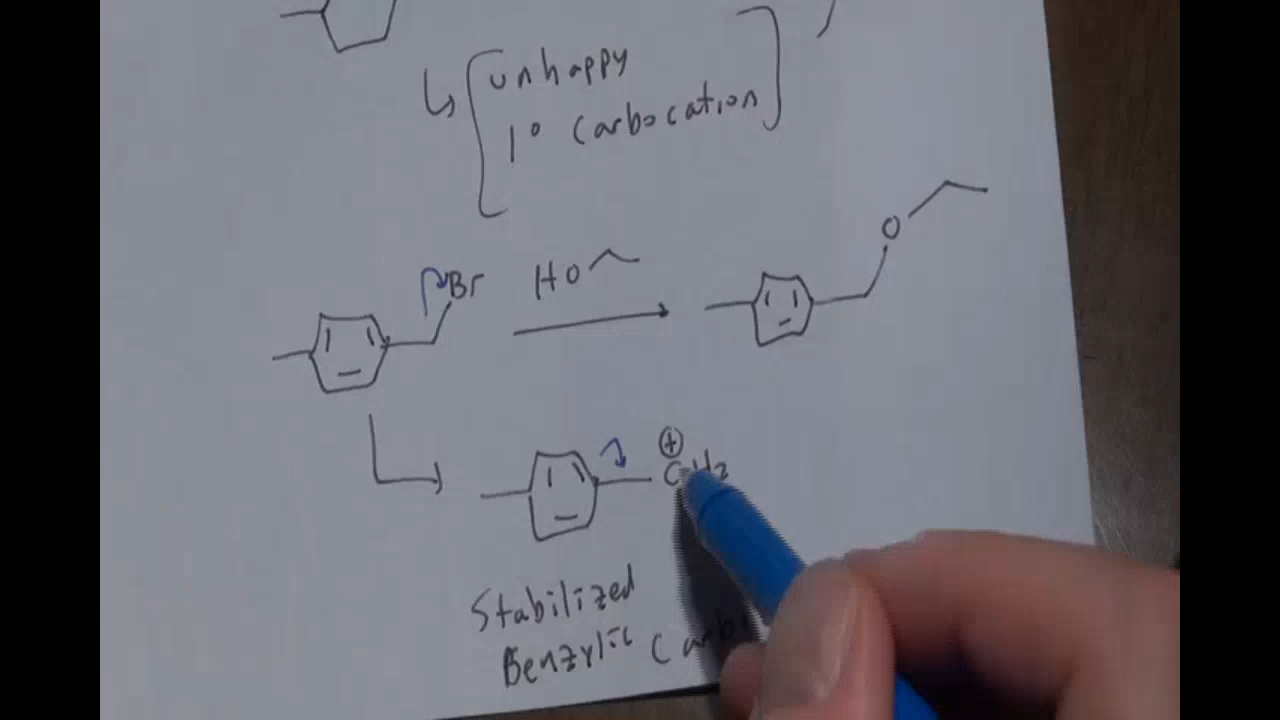 unhappy
1° carbocation
Br
HO
O
⊕
CH2
Stabilized
Benzylic